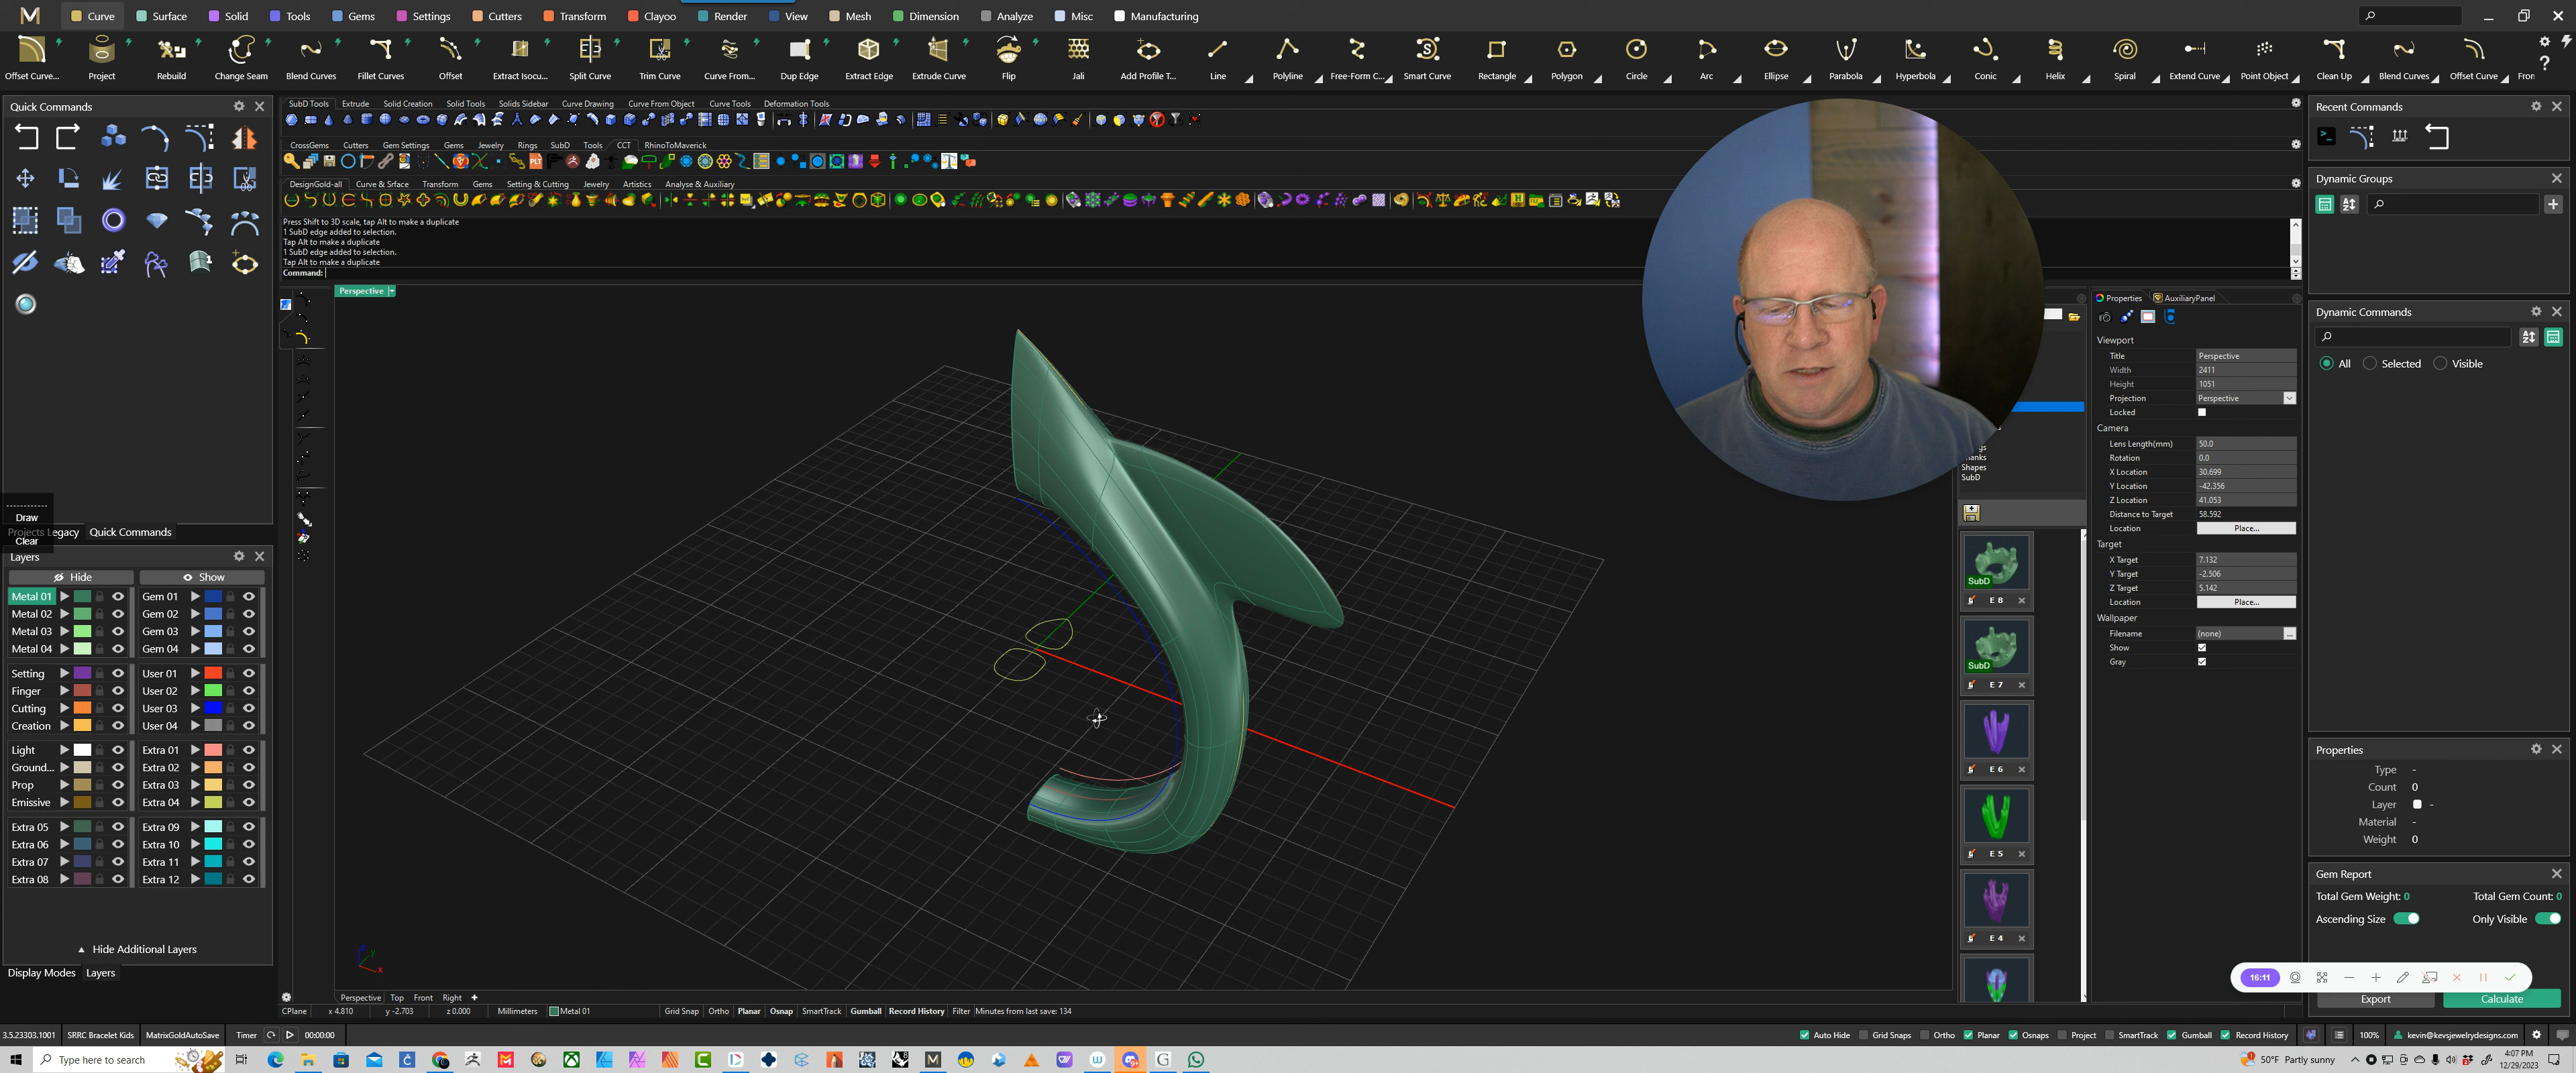 Curve Surface Solid Tools Gems Settings Cutters Transform Clayoo Render View Mesh Dimension Analyze Misc Manufacturing
Offset Curve... Project Rebuild Change Seam Blend Curves Fillet Curves Offset Extract Isocu... Split Curve Trim Curve Curve From... Dup Edge Extract Edge Extrude Curve Flip Jali Add Profile T... Line Polyline Free-Form C... Smart Curve Rectangle Polygon Circle Arc Ellipse Parabola Hyperbola Conic Helix Spiral Extend Curve Point Object Clean Up Blend Curves Offset Curve Fron
Quick Commands
SubD Tools Extrude Solid Creation Solid Tools Solids Sidebar Curve Drawing Curve From Object Curve Tools Deformation Tools
CrossGems Cutters Gem Settings Gems Jewelry Rings SubD Tools CCT RhinoToMaverick
DesignGold-all Curve & Srface Transform Gems Setting & Cutting Jewelry Artistics Analyse & Auxiliary
Press Shift to 3D scale, tap Alt to make a duplicate
1 SubD edge added to selection.
Tap Alt to make a duplicate
1 SubD edge added to selection.
Tap Alt to make a duplicate
Command:
Perspective
Draw
Projects Legacy Quick Commands
Clear
Layers
Hide Show
Metal 01 Gem 01
Metal 02 Gem 02
Metal 03 Gem 03
Metal 04 Gem 04
Setting User 01
Finger User 02
Cutting User 03
Creation User 04
Light Extra 01
Ground... Extra 02
Prop Extra 03
Emissive Extra 04
Extra 05 Extra 09
Extra 06 Extra 10
Extra 07 Extra 11
Extra 08 Extra 12
Hide Additional Layers
Display Modes Layers
x y
Shapes
SubD
SubD
E 8
SubD
E 7
E 6
E 5
E 4
Properties AuxiliaryPanel
Viewport
Title Perspective
Width 2411
Height 1051
Projection Perspective
Locked
Camera
Lens Length(mm) 50.0
Rotation 0.0
X Location 30.699
Y Location -42.356
Z Location 41.053
Distance to Target 58.592
Location Place...
Target
X Target 7.132
Y Target -2.506
Z Target 5.142
Location Place...
Wallpaper
Filename (none) ...
Show
Gray
Recent Commands
Dynamic Groups
Dynamic Commands
All Selected Visible
Properties
Type -
Count 0
Layer -
Material -
Weight 0
Gem Report
Total Gem Weight: 0 Total Gem Count: 0
Ascending Size Only Visible
16:11
Export Calculate
Perspective Top Front Right
CPlane x 4.810 y -2.703 z 0.000 Millimeters Metal 01 Grid Snap Ortho Planar Osnap SmartTrack Gumball Record History Filter Minutes from last save: 134
3.5.23303.1001 SRRC Bracelet Kids MatrixGoldAutoSave Timer 00:00:00 Auto Hide Grid Snaps Ortho Planar Osnaps Project SmartTrack Gumball Record History 100% kevin@kevsjewelrydesigns.com
Type here to search 50°F Partly sunny 4:07 PM
12/29/2023